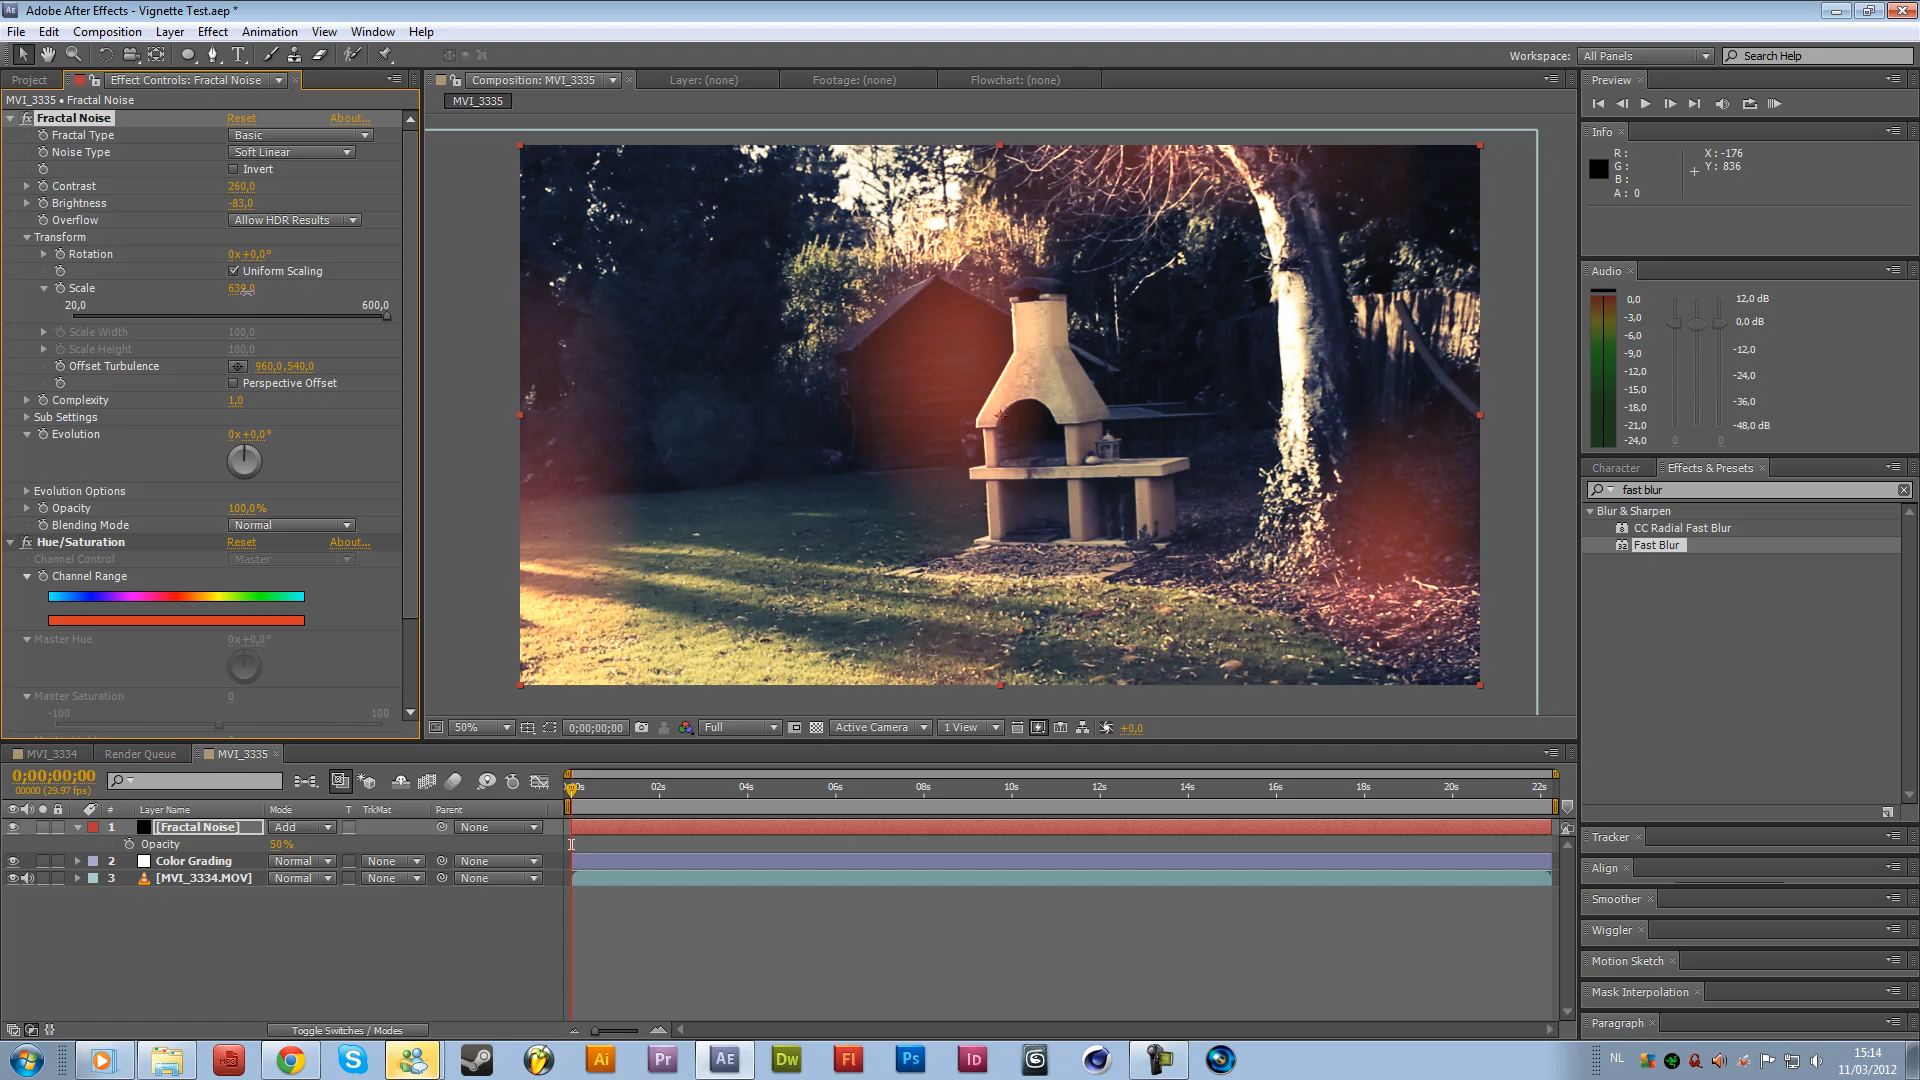 Adobe After Effects - Vignette Test.aep *
File Edit Composition Layer Effect Animation View Window Help
Workspace: All Panels Search Help
Project Effect Controls: Fractal Noise Composition: MVI_3335 Layer: (none) Footage: (none) Flowchart: (none) Preview
MVI_3335 • Fractal Noise MVI_3335
Fractal Noise Reset About...
Fractal Type Basic
Noise Type Soft Linear
Invert
Contrast 260,0
Brightness -83,0
Overflow Allow HDR Results
Transform
Rotation 0x+0,0°
Uniform Scaling
Scale 639,0
20,0 600,0
Scale Width 100,0
Scale Height 100,0
Offset Turbulence 960,0,540,0
Perspective Offset
Complexity 1,0
Sub Settings
Evolution 0x+0,0°
Evolution Options
Opacity 100,0%
Blending Mode Normal
Hue/Saturation Reset About...
Channel Control Master
Channel Range
Master Hue 0x+0,0°
Master Saturation 0
-100 100
50% 0;00;00;00 Full Active Camera 1 View +0,0
Info
R: X: -176
G: Y: 836
B:
A: 0
Audio
0,0 12,0 dB
-3,0 0,0 dB
-6,0
-9,0 -12,0
-12,0
-15,0 -24,0
-18,0 -36,0
-21,0 -48,0 dB
-24,0 0 0
Character Effects & Presets
fast blur
Blur & Sharpen
CC Radial Fast Blur
32 Fast Blur
Tracker
Align
Smoother
Wiggler
Motion Sketch
Mask Interpolation
Paragraph
MVI_3334 Render Queue MVI_3335
0;00;00;00
00000 (29.97 fps)
0s 02s 04s 06s 08s 10s 12s 14s 16s 18s 20s 22s
# Layer Name Mode T TrkMat Parent
1 [Fractal Noise] Add None
Opacity 50%
2 Color Grading Normal None None
3 [MVI_3334.MOV] Normal None None
Toggle Switches / Modes
Ai Pr Ae Dw Fl Ps Id
NL 15:14
11/03/2012